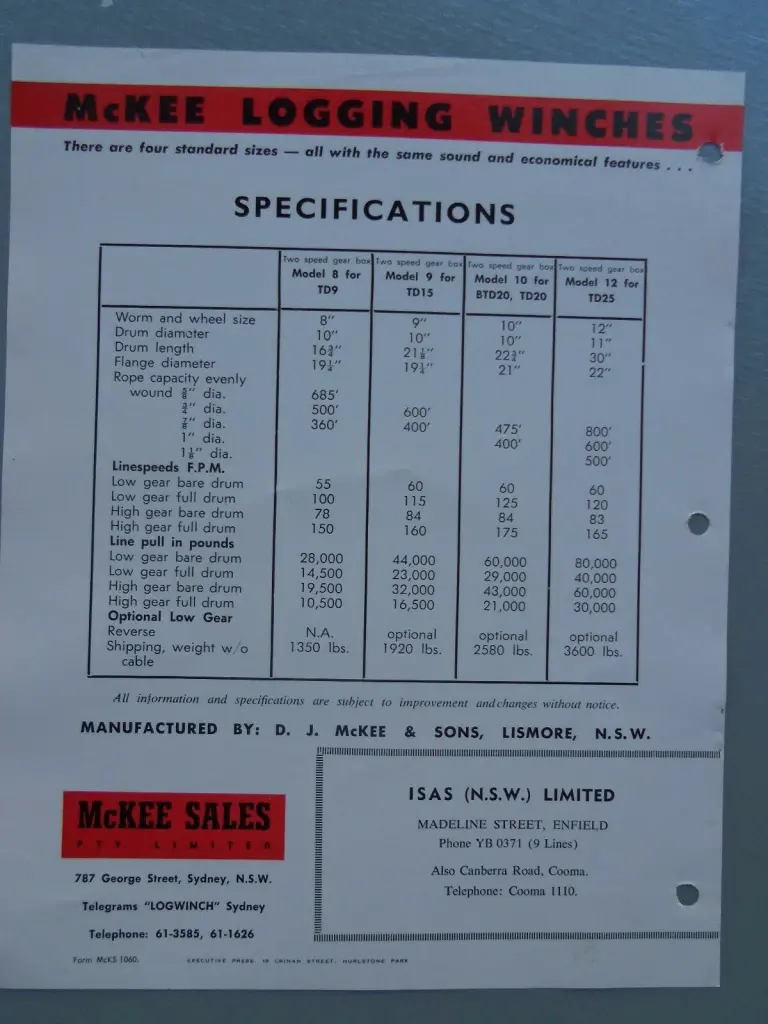 McKEE LOGGING WINCHES
There are four standard sizes — all with the same sound and economical features . . .
SPECIFICATIONS
Two speed gear box Two speed gear box Two speed gear box Two speed gear box
Model 8 for Model 9 for Model 10 for Model 12 for
TD9 TD15 BTD20, TD20 TD25
Worm and wheel size 8" 9" 10" 12"
Drum diameter 10" 10" 10" 11"
Drum length 16¾" 21⅛" 22¾" 30"
Flange diameter 19¼" 19¼" 21" 22"
Rope capacity evenly
wound ⅝" dia. 685'
¾" dia. 500' 600'
⅞" dia. 360' 400' 475' 800'
1" dia. 400' 600'
1⅛" dia. 500'
Linespeeds F.P.M.
Low gear bare drum 55 60 60 60
Low gear full drum 100 115 125 120
High gear bare drum 78 84 84 83
High gear full drum 150 160 175 165
Line pull in pounds
Low gear bare drum 28,000 44,000 60,000 80,000
Low gear full drum 14,500 23,000 29,000 40,000
High gear bare drum 19,500 32,000 43,000 60,000
High gear full drum 10,500 16,500 21,000 30,000
Optional Low Gear
Reverse N.A. optional optional optional
Shipping, weight w/o 1350 lbs. 1920 lbs. 2580 lbs. 3600 lbs.
cable
All information and specifications are subject to improvement and changes without notice.
MANUFACTURED BY: D. J. McKEE & SONS, LISMORE, N.S.W.
McKEE SALES
PTY LIMITED
787 George Street, Sydney, N.S.W.
Telegrams "LOGWINCH" Sydney
Telephone: 61-3585, 61-1626
ISAS (N.S.W.) LIMITED
MADELINE STREET, ENFIELD
Phone YB 0371 (9 Lines)
Also Canberra Road, Cooma.
Telephone: Cooma 1110.
Form McKS 1060.
EXECUTIVE PRESS, STREET, HURLSTONE PARK